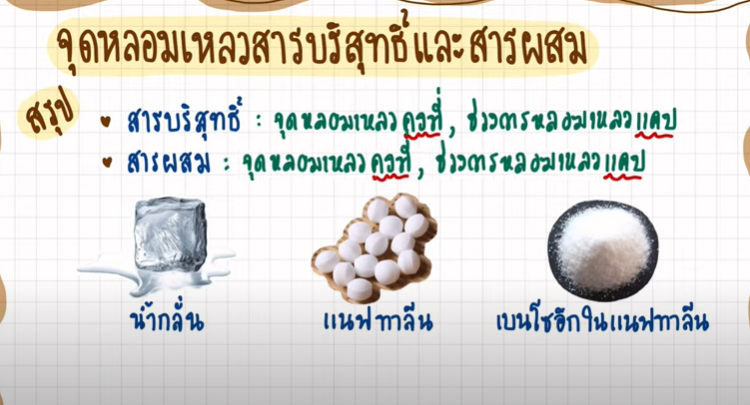 จุดหลอมเหลวสารบริสุทธิ์และสารผสม
สรุป
• สารบริสุทธิ์ : จุดหลอมเหลวคงที่, ช่วงการหลอมเหลวแคบ
• สารผสม : จุดหลอมเหลวคงที่, ช่วงการหลอมเหลวแคบ
น้ำกลั่น
แนฟทาลีน
เบนโซอิกในแนฟทาลีน